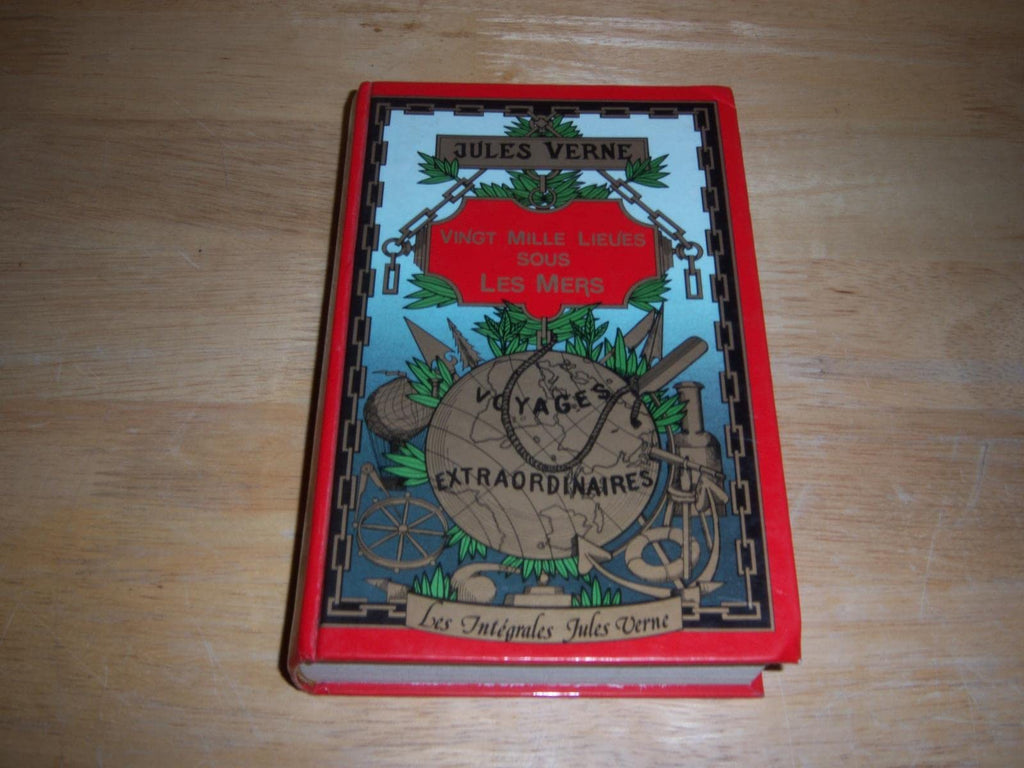 JULES VERNE
VINGT MILLE LIEUES
SOUS
LES MERS
VOYAGES
EXTRAORDINAIRES
Les Intégrales Jules Verne